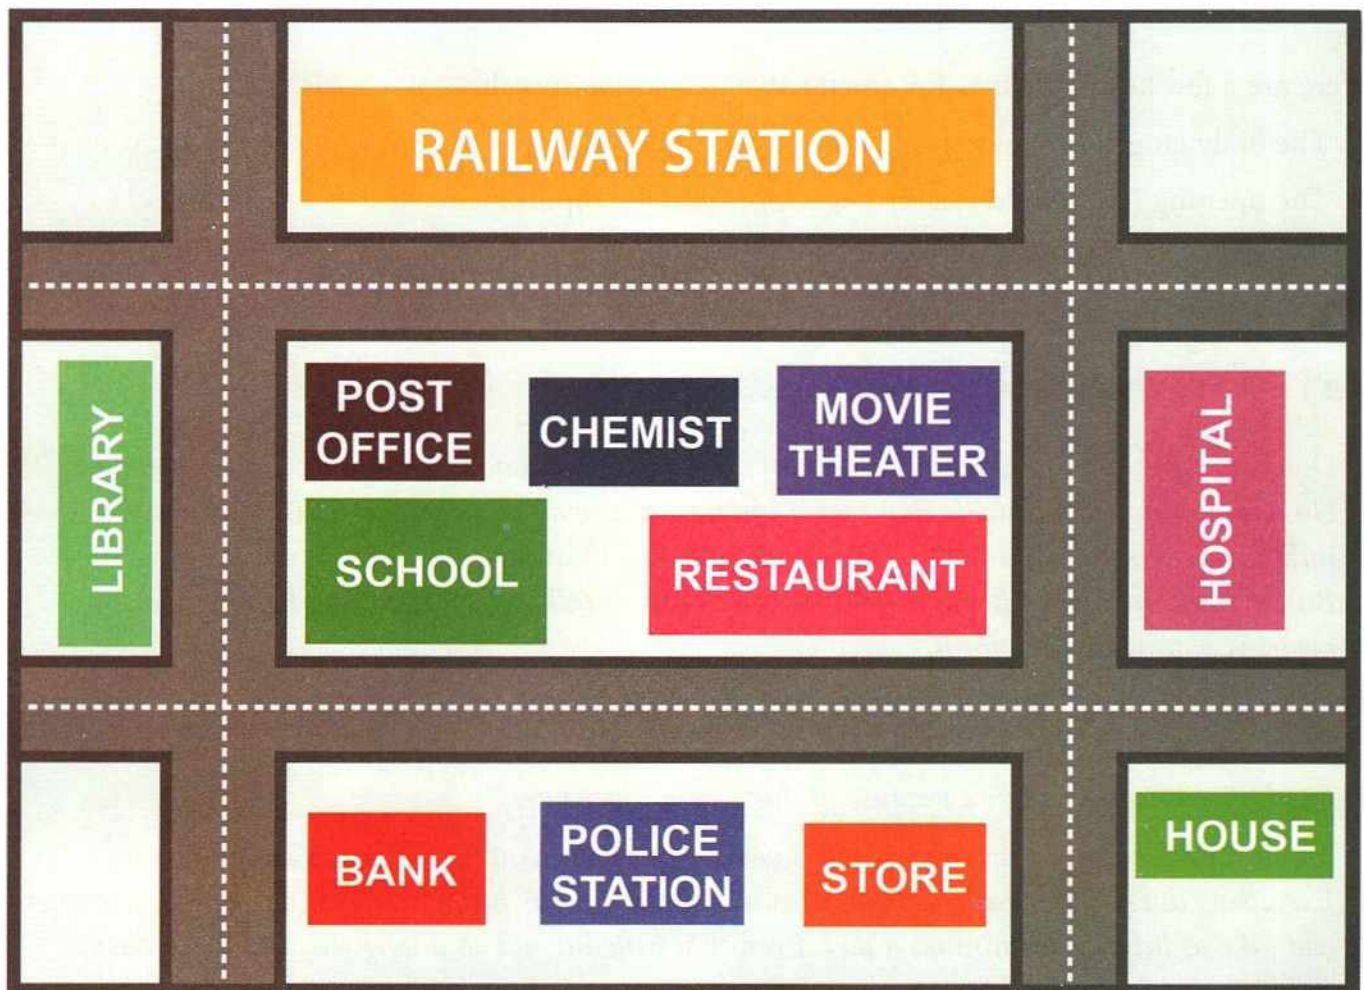 RAILWAY STATION
LIBRARY
POST
OFFICE
CHEMIST
MOVIE
THEATER
HOSPITAL
SCHOOL
RESTAURANT
BANK
POLICE
STATION
STORE
HOUSE